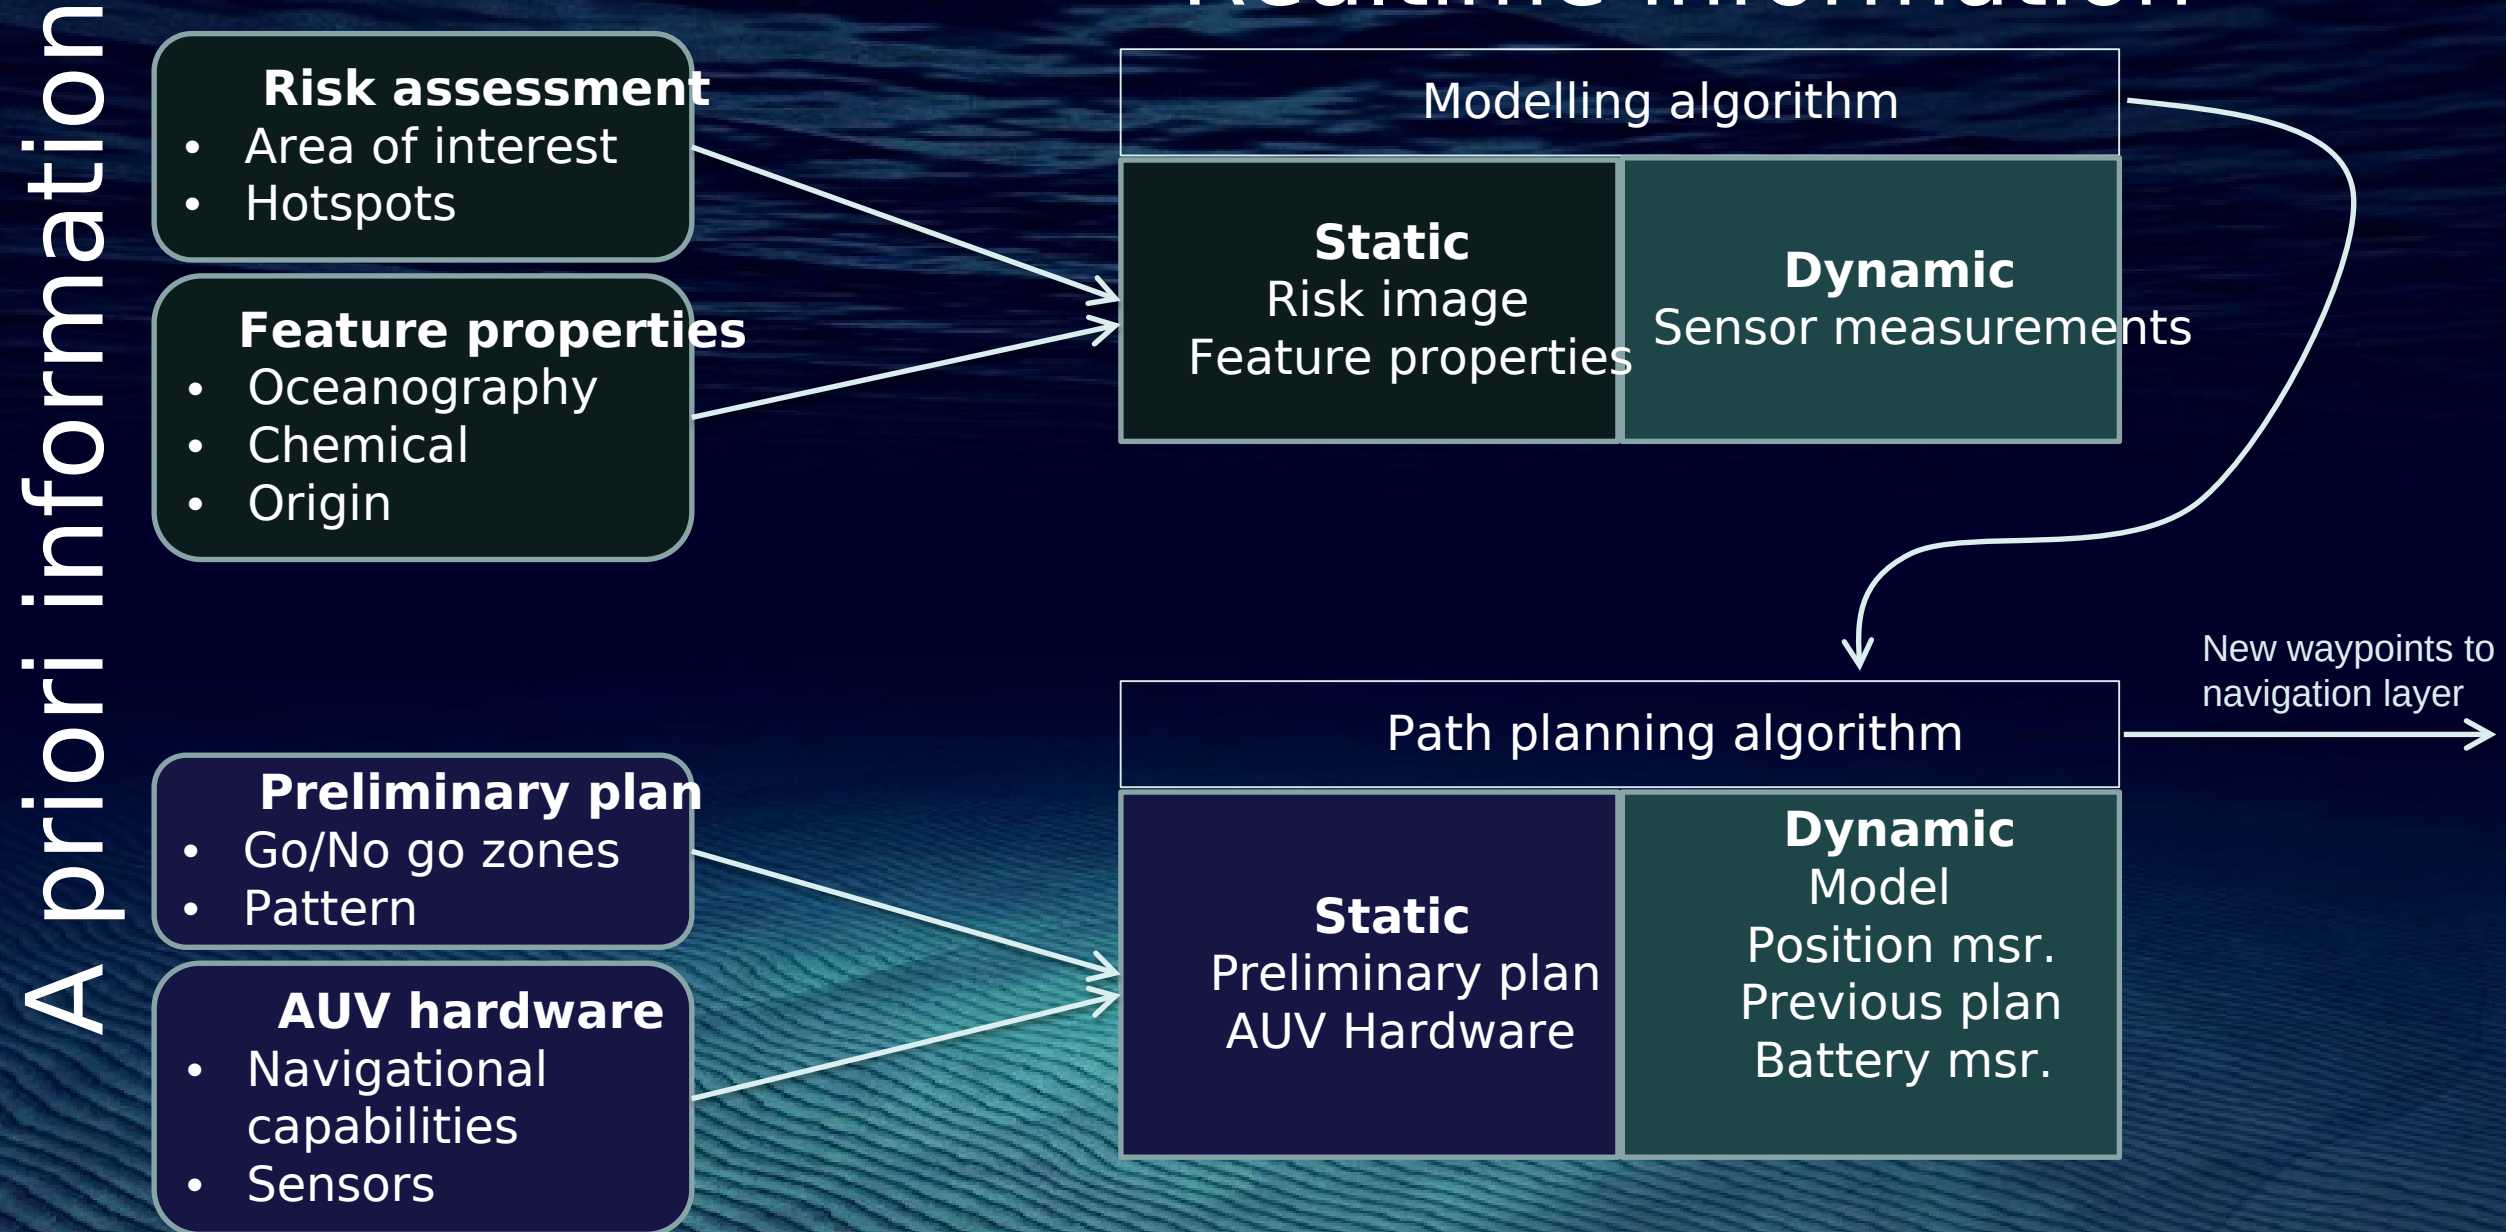 A priori information
Realtime information
Risk assessment
• Area of interest
• Hotspots
Feature properties
• Oceanography
• Chemical
• Origin
Preliminary plan
• Go/No go zones
• Pattern
AUV hardware
• Navigational
capabilities
• Sensors
Modelling algorithm
Static
Risk image
Feature properties
Dynamic
Sensor measurements
New waypoints to
navigation layer
Path planning algorithm
Static
Preliminary plan
AUV Hardware
Dynamic
Model
Position msr.
Previous plan
Battery msr.